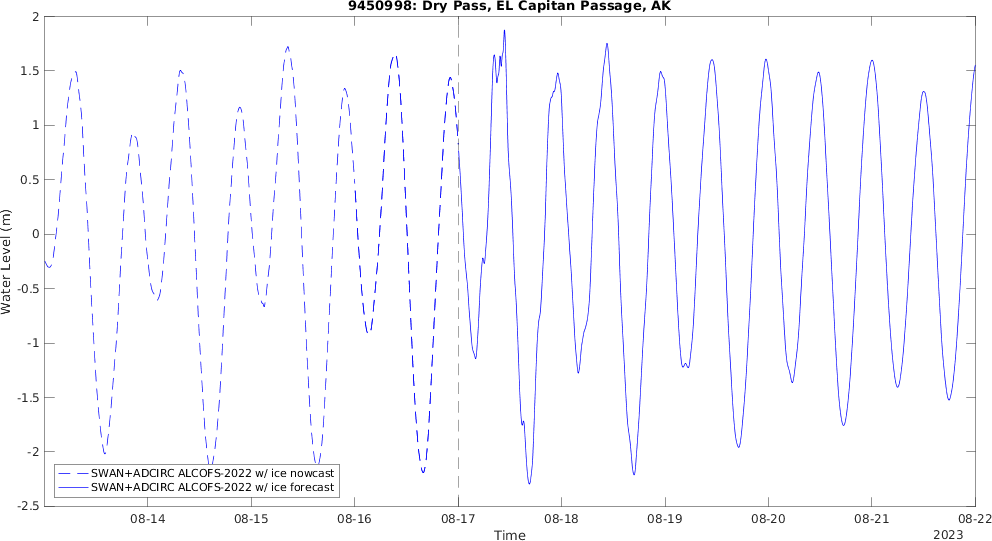 9450998: Dry Pass, EL Capitan Passage, AK
2
1.5
1
0.5
0
-0.5
-1
-1.5
-2
-2.5
Water Level (m)
SWAN+ADCIRC ALCOFS-2022 w/ ice nowcast
SWAN+ADCIRC ALCOFS-2022 w/ ice forecast
08-14 08-15 08-16 08-17 08-18 08-19 08-20 08-21 08-22
Time
2023